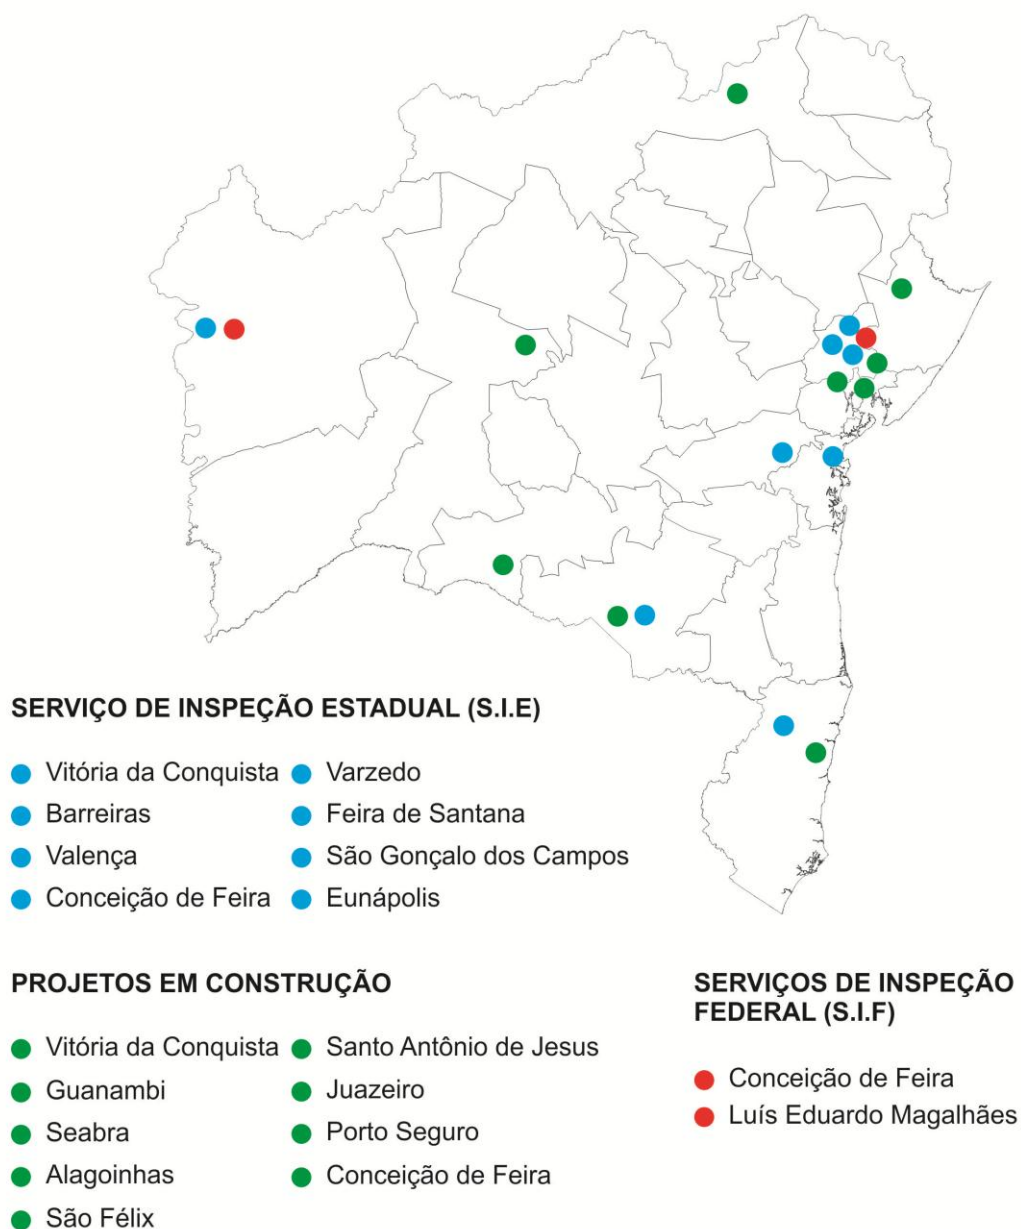 SERVIÇO DE INSPEÇÃO ESTADUAL (S.I.E)
Vitória da Conquista
Barreiras
Valença
Conceição de Feira
Varzedo
Feira de Santana
São Gonçalo dos Campos
Eunápolis
PROJETOS EM CONSTRUÇÃO
Vitória da Conquista
Guanambi
Seabra
Alagoinhas
São Félix
Santo Antônio de Jesus
Juazeiro
Porto Seguro
Conceição de Feira
SERVIÇOS DE INSPEÇÃO
FEDERAL (S.I.F)
Conceição de Feira
Luís Eduardo Magalhães